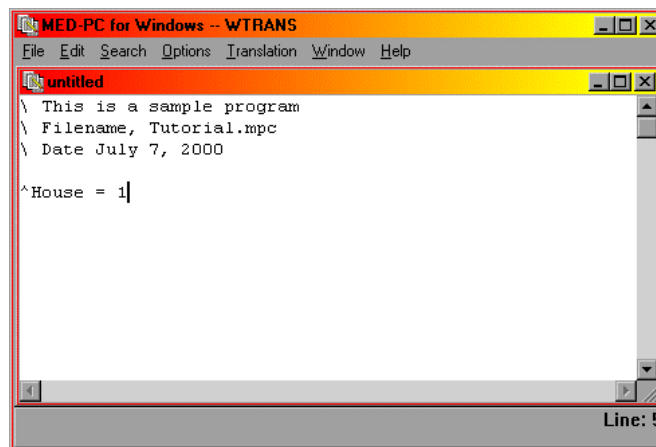 MED-PC for Windows -- WTRANS
File Edit Search Options Translation Window Help
untitled
\ This is a sample program
\ Filename, Tutorial.mpc
\ Date July 7, 2000
^House = 1
Line: